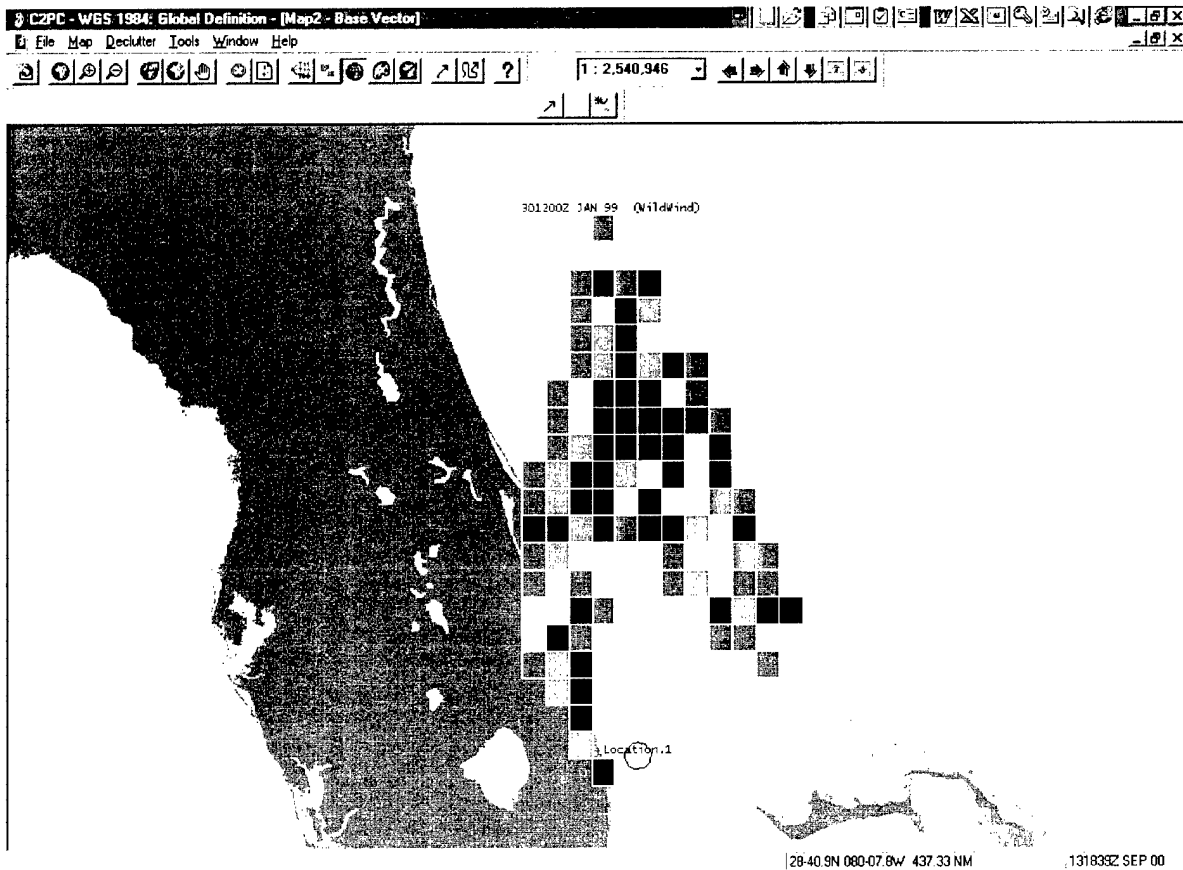 C2PC - WGS 1984: Global Definition - [Map2 - Base Vector]
File Map Declutter Tools Window Help
1 : 2,540,946
301200Z JAN 99 (WildWind)
Location.1
28-40.9N 080-07.8W 437.33 NM
131839Z SEP 00